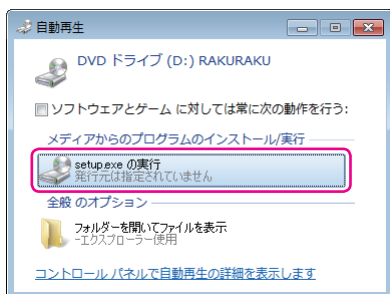 自動再生
DVD ドライブ (D:) RAKURAKU
ソフトウェアとゲーム に対しては常に次の動作を行う:
メディアからのプログラムのインストール/実行
setup.exe の実行
発行元は指定されていません
全般 のオプション
フォルダーを開いてファイルを表示
-エクスプローラー使用
コントロール パネルで自動再生の詳細を表示します